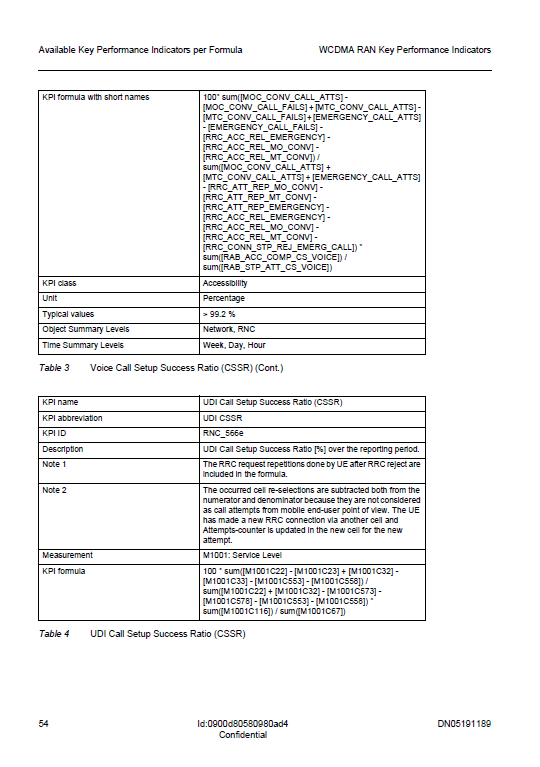 Available Key Performance Indicators per Formula
WCDMA RAN Key Performance Indicators
KPI formula with short names
100* sum([MOC_CONV_CALL_ATTS] -
[MOC_CONV_CALL_FAILS] + [MTC_CONV_CALL_ATTS] -
[MTC_CONV_CALL_FAILS] + [EMERGENCY_CALL_ATTS]
- [EMERGENCY_CALL_FAILS] -
[RRC_ACC_REL_EMERGENCY] -
[RRC_ACC_REL_MO_CONV] -
[RRC_ACC_REL_MT_CONV]) /
sum([MOC_CONV_CALL_ATTS] +
[MTC_CONV_CALL_ATTS] + [EMERGENCY_CALL_ATTS]
- [RRC_ATT_REP_MO_CONV] -
[RRC_ATT_REP_MT_CONV] -
[RRC_ATT_REP_EMERGENCY] -
[RRC_ACC_REL_EMERGENCY] -
[RRC_ACC_REL_MO_CONV] -
[RRC_ACC_REL_MT_CONV] -
[RRC_CONN_STP_REJ_EMERG_CALL]) *
sum([RAB_ACC_COMP_CS_VOICE]) /
sum([RAB_STP_ATT_CS_VOICE])
KPI class
Accessibility
Unit
Percentage
Typical values
> 99.2 %
Object Summary Levels
Network, RNC
Time Summary Levels
Week, Day, Hour
Table 3 Voice Call Setup Success Ratio (CSSR) (Cont.)
KPI name
UDI Call Setup Success Ratio (CSSR)
KPI abbreviation
UDI CSSR
KPI ID
RNC_566e
Description
UDI Call Setup Success Ratio [%] over the reporting period.
Note 1
The RRC request repetitions done by UE after RRC reject are
included in the formula.
Note 2
The occurred cell re-selections are subtracted both from the
numerator and denominator because they are not considered
as call attempts from mobile end-user point of view. The UE
has made a new RRC connection via another cell and
Attempts-counter is updated in the new cell for the new
attempt.
Measurement
M1001: Service Level
KPI formula
100 * sum([M1001C22] - [M1001C23] + [M1001C32] -
[M1001C33] - [M1001C553] - [M1001C556]) /
sum([M1001C22] + [M1001C32] - [M1001C573] -
[M1001C578] - [M1001C553] - [M1001C556]) *
sum([M1001C116]) / sum([M1001C67])
Table 4 UDI Call Setup Success Ratio (CSSR)
54
Id:0900d80580980ad4
DN05191189
Confidential